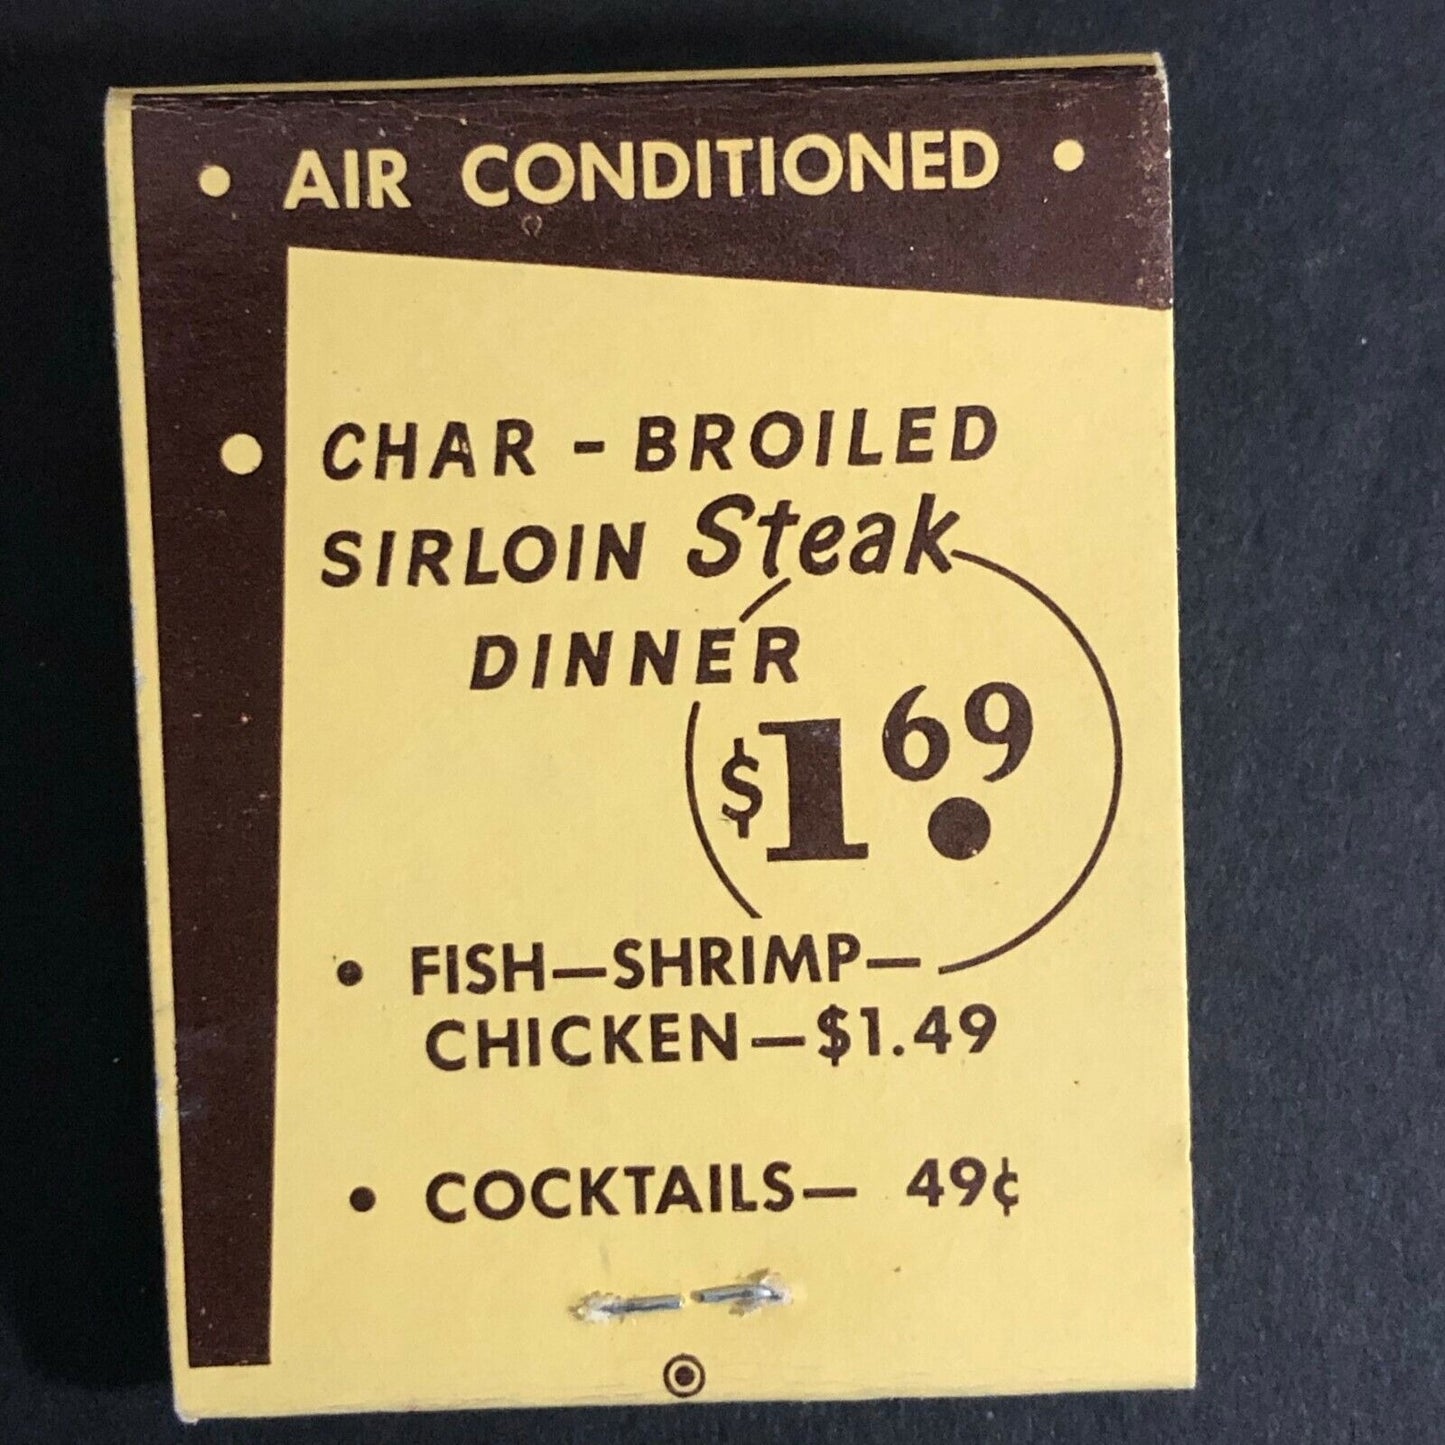 • AIR CONDITIONED •
CHAR - BROILED
SIRLOIN Steak
DINNER
$1.69
• FISH—SHRIMP—
CHICKEN—$1.49
• COCKTAILS— 49¢